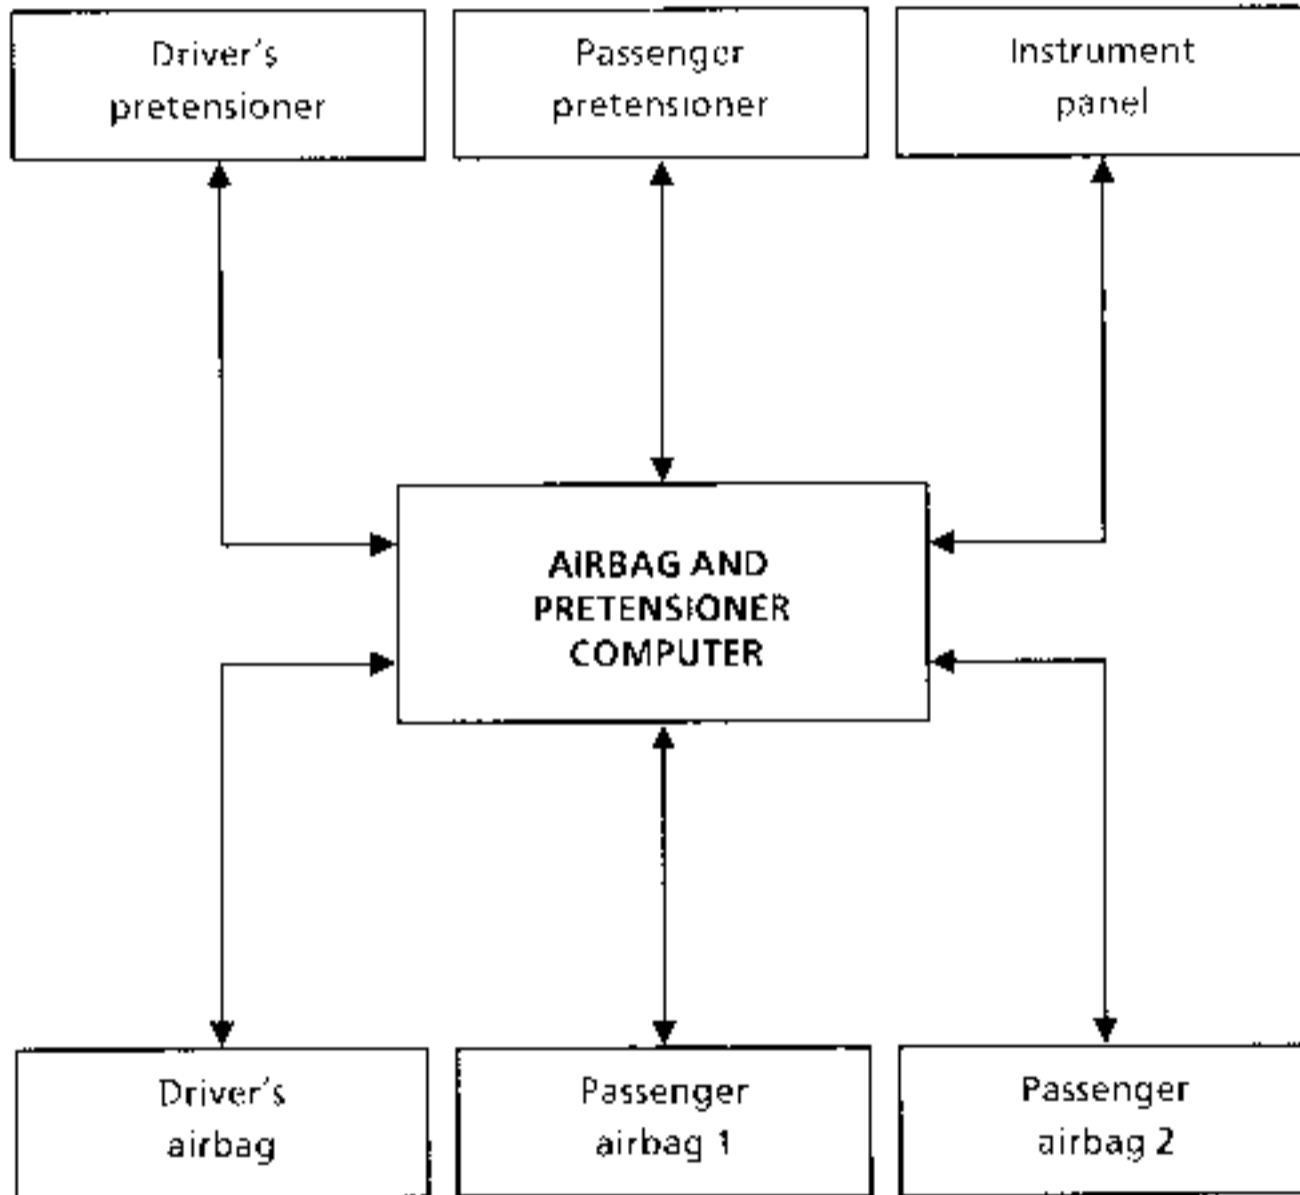 Driver's
pretensioner
Passenger
pretensioner
Instrument
panel
AIRBAG AND
PRETENSIONER
COMPUTER
Driver's
airbag
Passenger
airbag 1
Passenger
airbag 2